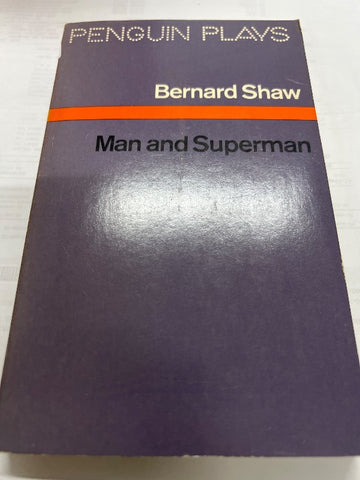 PENGUIN PLAYS
Bernard Shaw
Man and Superman